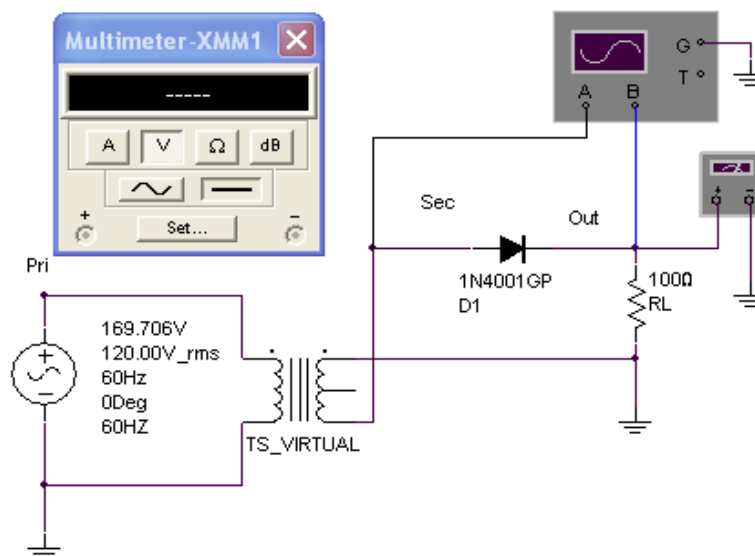 Multimeter-XMM1
-----
A V Ω dB
+ −
Set...
G
T
A B
+ −
Sec
Out
Pri
1N4001GP
D1
100Ω
RL
169.706V
120.00V_rms
60Hz
0Deg
60HZ
+
−
TS_VIRTUAL